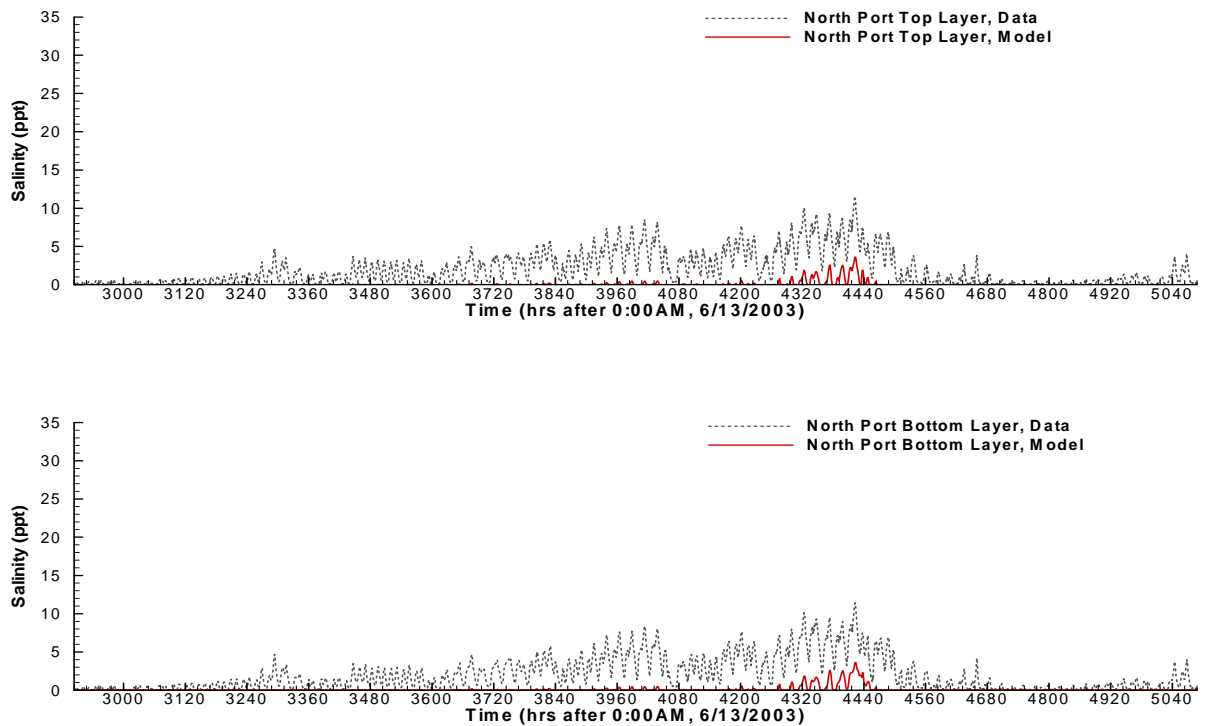 35
North Port Top Layer, Data
North Port Top Layer, Model
30
25
20
15
10
5
0
Salinity (ppt)
3000 3120 3240 3360 3480 3600 3720 3840 3960 4080 4200 4320 4440 4560 4680 4800 4920 5040
Time (hrs after 0:00AM, 6/13/2003)
35
North Port Bottom Layer, Data
North Port Bottom Layer, Model
30
25
20
15
10
5
0
Salinity (ppt)
3000 3120 3240 3360 3480 3600 3720 3840 3960 4080 4200 4320 4440 4560 4680 4800 4920 5040
Time (hrs after 0:00AM, 6/13/2003)